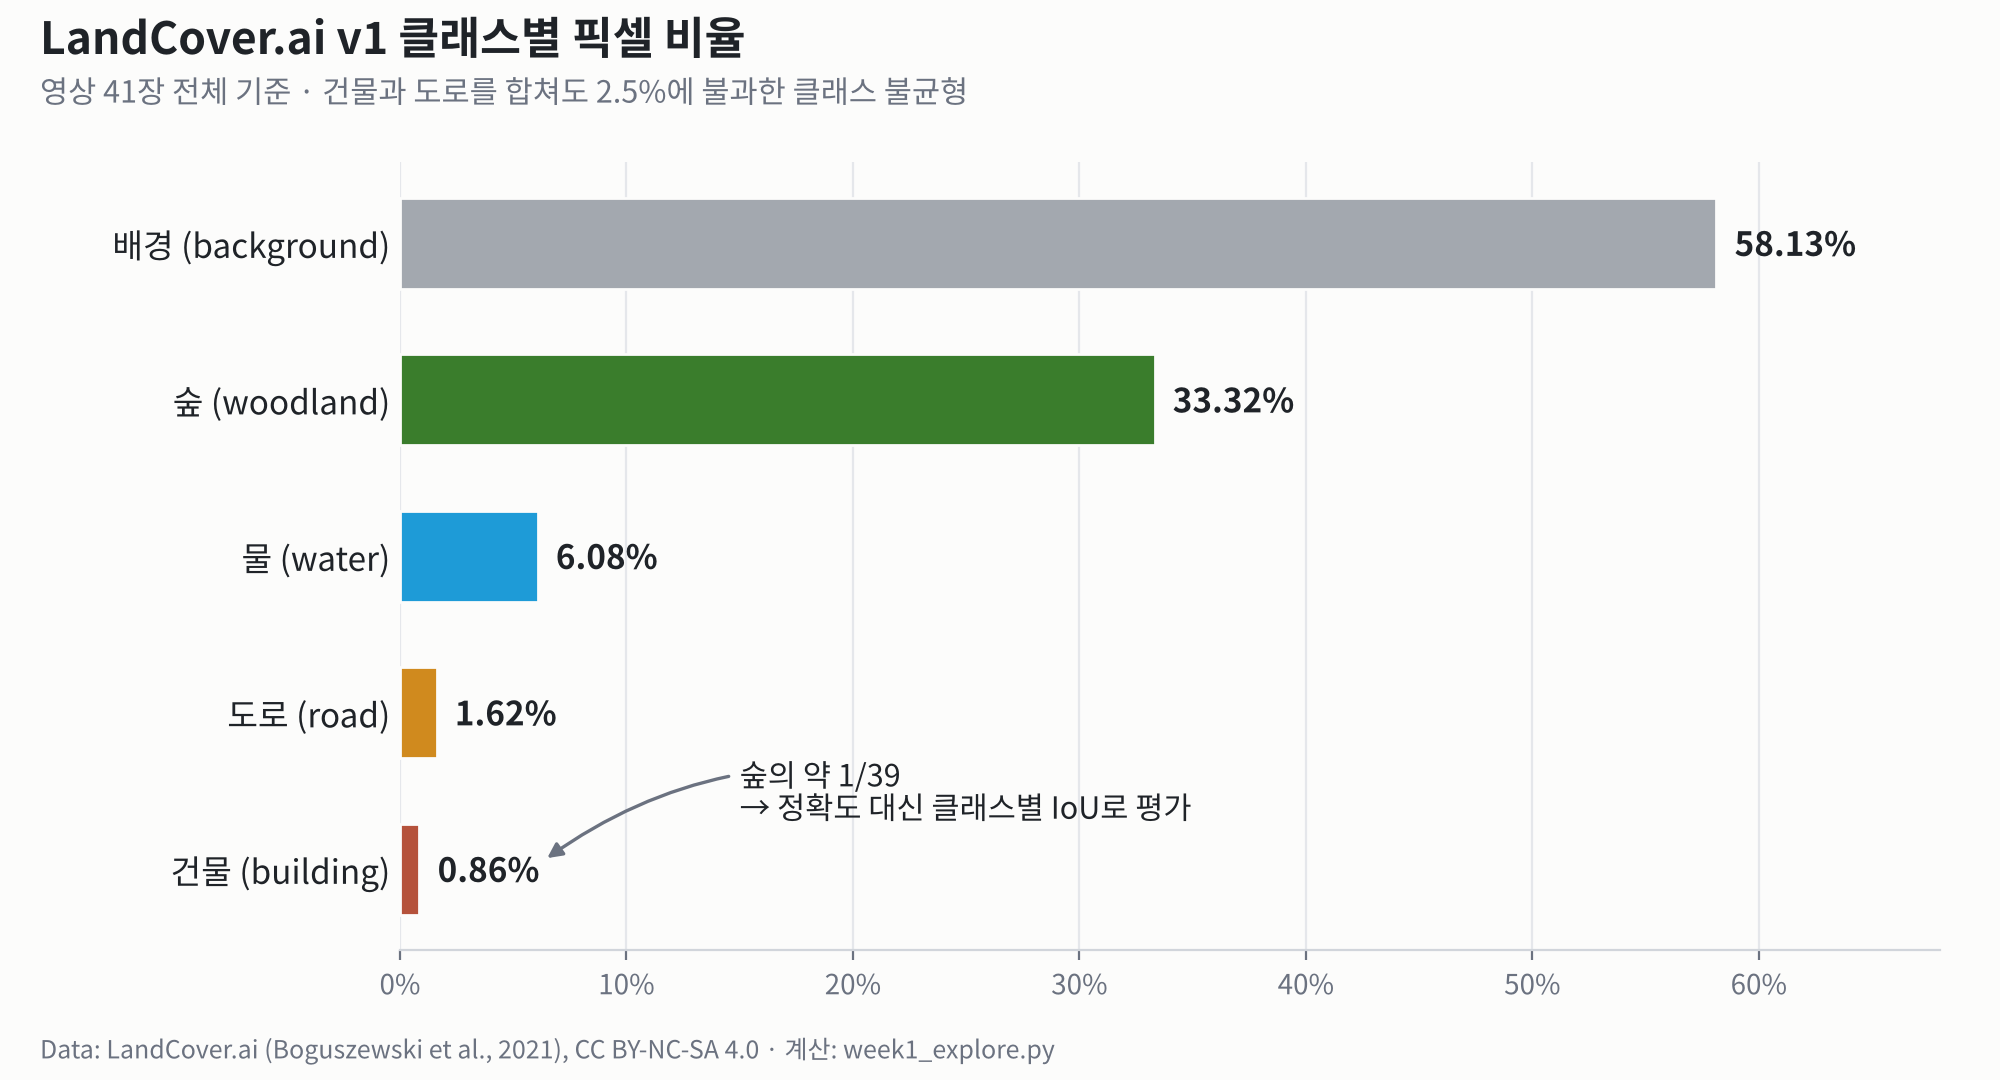 LandCover.ai v1 클래스별 픽셀 비율
영상 41장 전체 기준 · 건물과 도로를 합쳐도 2.5%에 불과한 클래스 불균형
배경 (background)
58.13%
숲 (woodland)
33.32%
물 (water)
6.08%
도로 (road)
1.62%
숲의 약 1/39
→ 정확도 대신 클래스별 IoU로 평가
건물 (building)
0.86%
0% 10% 20% 30% 40% 50% 60%
Data: LandCover.ai (Boguszewski et al., 2021), CC BY-NC-SA 4.0 · 계산: week1_explore.py